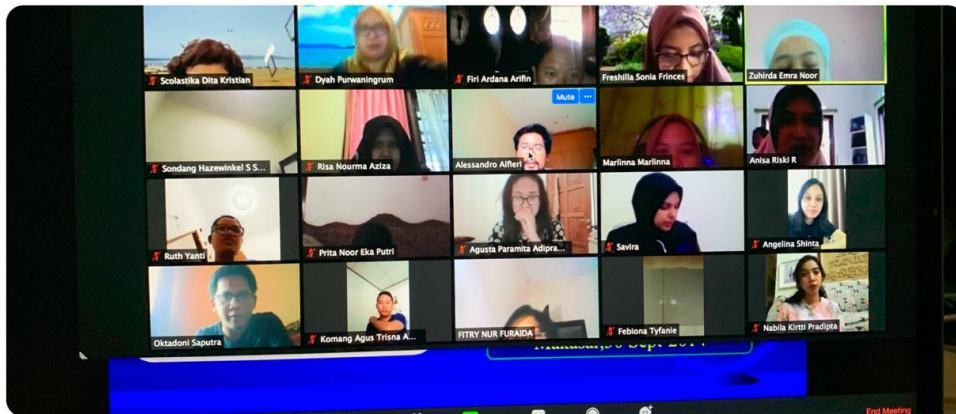 Scolastika Dita Kristian
Dyah Purwaningrum
Firi Ardana Arifin
Freshilla Sonia Frinces
Zuhirda Emra Noor
Sondang Hazewinkel S S...
Risa Nourma Aziza
Mute ...
Alessandro Alfieri
Marlinna Marlinna
Anisa Riski R
Ruth Yanti
Prita Noor Eka Putri
Agusta Paramita Adipra...
Savira
Angelina Shinta
Oktadoni Saputra
Komang Agus Trisna A...
FITRY NUR FURAIDA
Febiona Tyfanie
Nabila Kirtti Pradipta
Sept
End Meeting